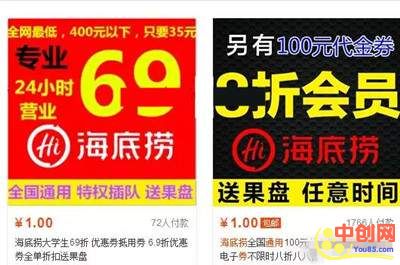 全网最低，400元以下，只要35元
专业
69
24小时
营业
Hi 海底捞
全国通用 特权插队 送果盘
¥1.00 72人付款
海底捞大学生69折 优惠券抵用券 6.9折优惠
券全单折扣送果盘
另有100元代金券
折会员
Hi 海底捞
送果盘 任意时间
¥1.00 包邮 1766人付款
海底捞全国通用100元
电子券不限时八折八八
中创网
You85.com